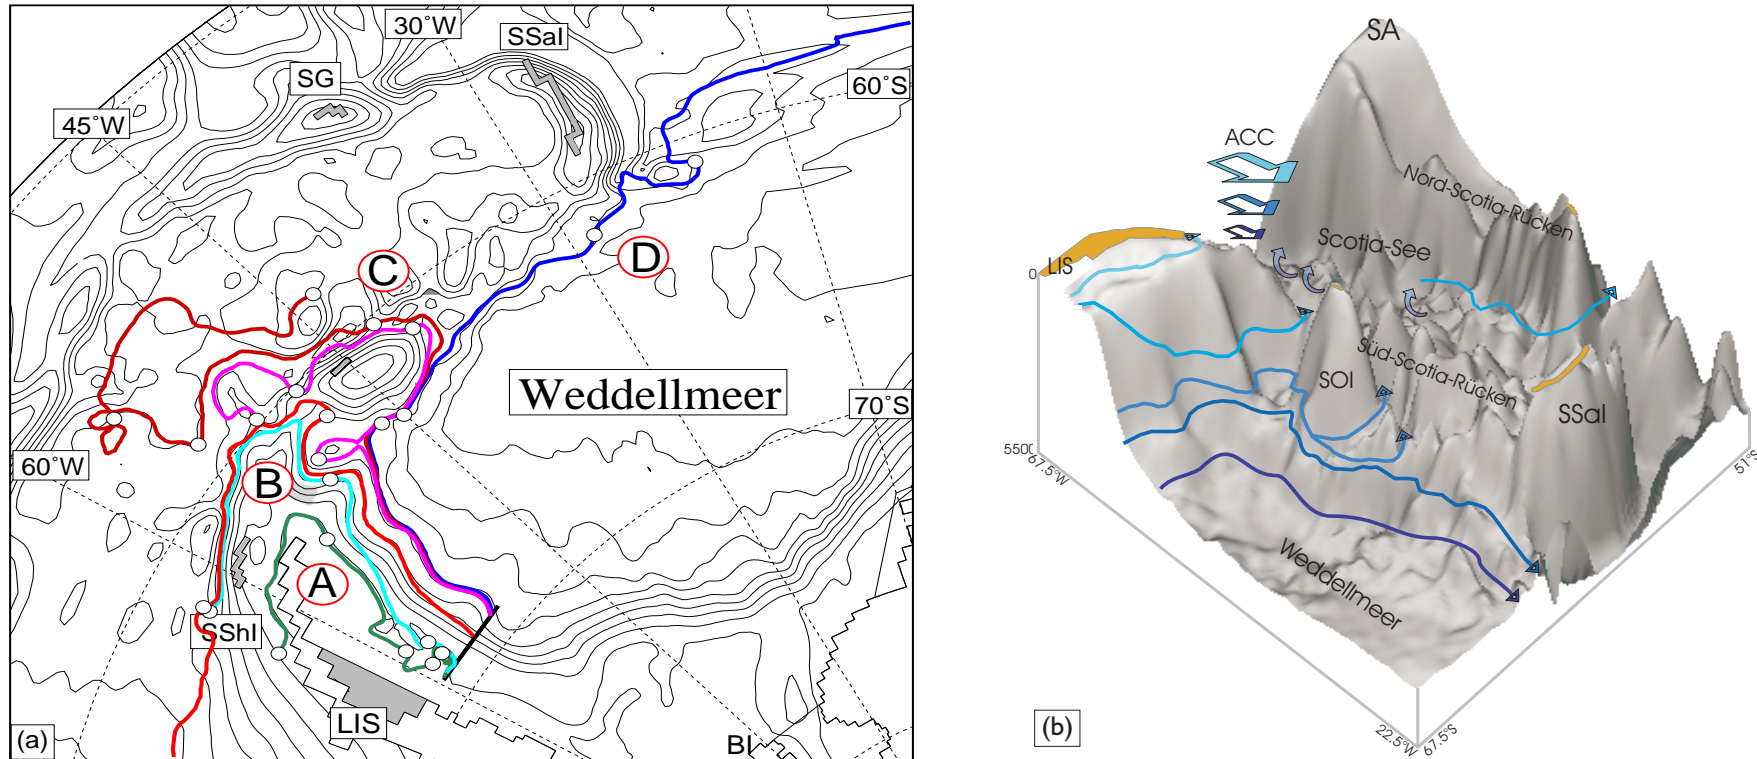 30°W
SSaI
SG
60°S
45°W
C
D
Weddellmeer
70°S
60°W
B
A
SShI
LIS
BI
(a)
SA
ACC
Nord-Scotia-Rücken
Scotia-See
LIS
0
Süd-Scotia-Rücken
SOI
SSaI
5500
67.5°W
51°S
Weddellmeer
22.5°W
67.5°S
(b)